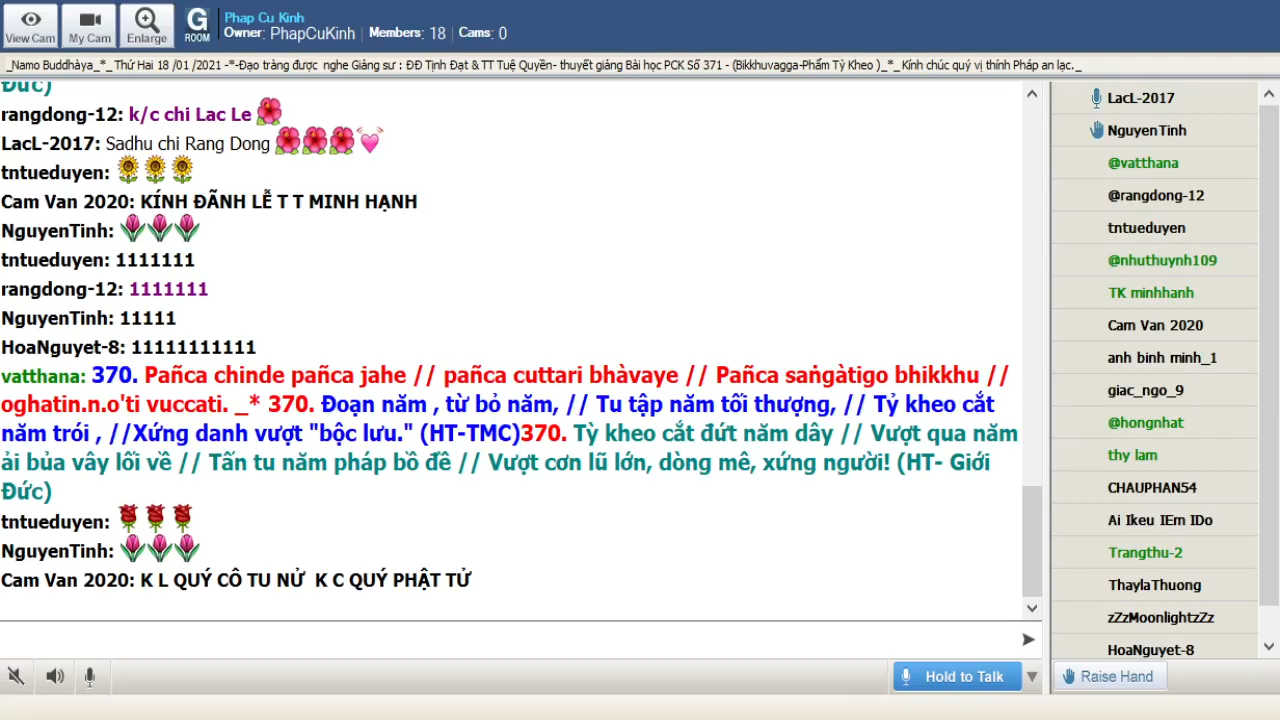 Phap Cu Kinh
View Cam
My Cam
Enlarge
G ROOM
Owner: PhapCuKinh Members: 18 Cams: 0
_Namo Buddhàya_*_ Thứ Hai 18 /01 /2021 -*-Đạo tràng được nghe Giảng sư : ĐĐ Tịnh Đạt & TT Tuệ Quyền- thuyết giảng Bài học PCK Số 371 - (Bikkhuvagga-Phẩm Tỳ Kheo )_*_Kính chúc quý vị thính Pháp an lạc._
Đức)
rangdong-12: k/c chi Lac Le
LacL-2017: Sadhu chi Rang Dong
tntueduyen:
Cam Van 2020: KÍNH ĐÃNH LỄ T T MINH HẠNH
NguyenTinh:
tntueduyen: 1111111
rangdong-12: 1111111
NguyenTinh: 11111
HoaNguyet-8: 11111111111
vatthana: 370. Pañca chinde pañca jahe // pañca cuttari bhàvaye // Pañca saṅgàtigo bhikkhu //
oghatin.n.o'ti vuccati. _* 370. Đoạn năm , từ bỏ năm, // Tu tập năm tối thượng, // Tỷ kheo cắt
năm trói , //Xứng danh vượt "bộc lưu." (HT-TMC)370. Tỳ kheo cắt đứt năm dây // Vượt qua năm
ải bủa vây lối về // Tấn tu năm pháp bồ đề // Vượt cơn lũ lớn, dòng mê, xứng người! (HT- Giới
Đức)
tntueduyen:
NguyenTinh:
Cam Van 2020: K L QUÝ CÔ TU NỬ K C QUÝ PHẬT TỬ
LacL-2017
NguyenTinh
@vatthana
@rangdong-12
tntueduyen
@nhuthuynh109
TK minhhanh
Cam Van 2020
anh binh minh_1
giac_ngo_9
@hongnhat
thy lam
CHAUPHAN54
Ai Ikeu IEm IDo
Trangthu-2
ThaylaThuong
zZzMoonlightzZz
HoaNguyet-8
Hold to Talk
Raise Hand